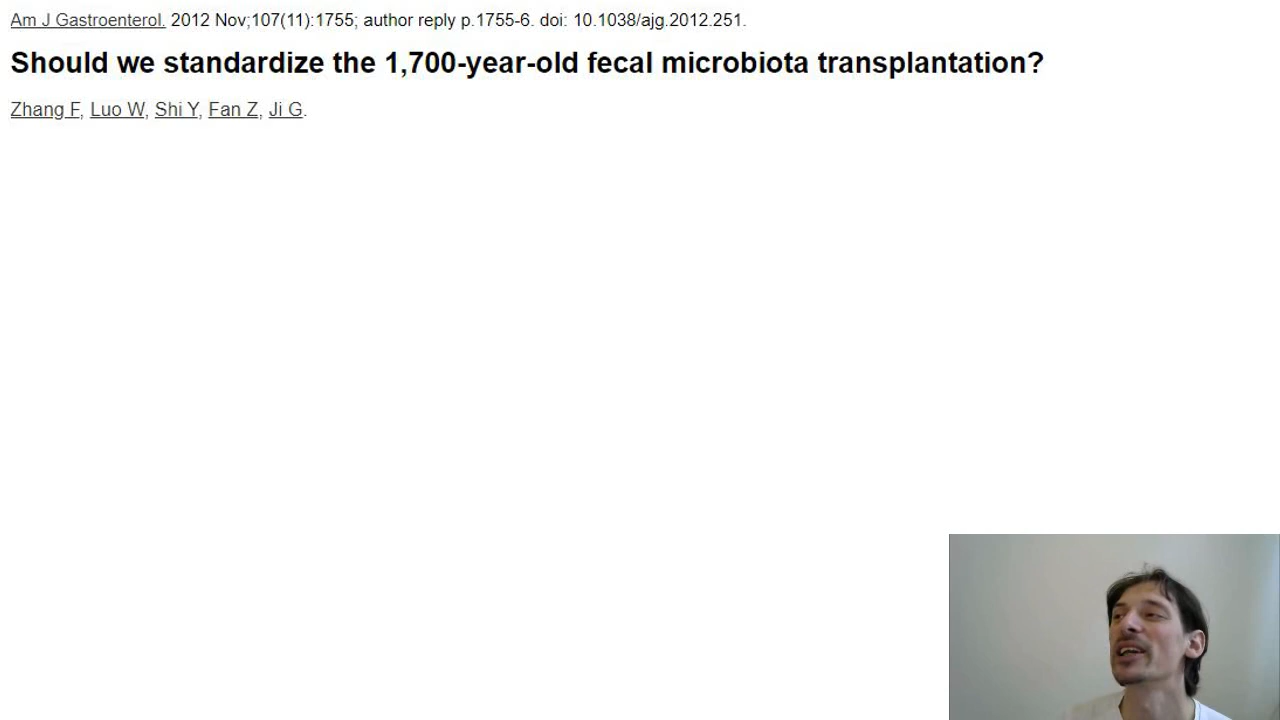 Am J Gastroenterol. 2012 Nov;107(11):1755; author reply p.1755-6. doi: 10.1038/ajg.2012.251.
Should we standardize the 1,700-year-old fecal microbiota transplantation?
Zhang F, Luo W, Shi Y, Fan Z, Ji G.